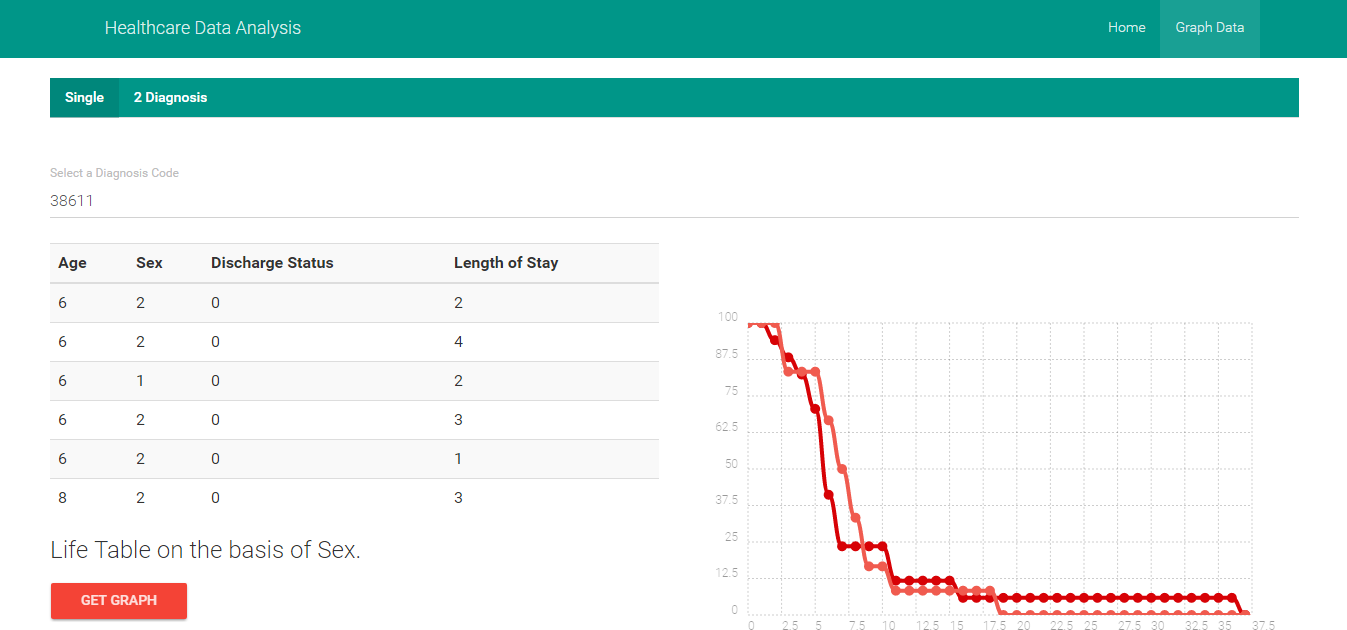 Healthcare Data Analysis Home Graph Data
Single 2 Diagnosis
Select a Diagnosis Code
38611
Age Sex Discharge Status Length of Stay
6 2 0 2
6 2 0 4
6 1 0 2
6 2 0 3
6 2 0 1
8 2 0 3
Life Table on the basis of Sex.
GET GRAPH
100
87.5
75
62.5
50
37.5
25
12.5
0
0 2.5 5 7.5 10 12.5 15 17.5 20 22.5 25 27.5 30 32.5 35 37.5